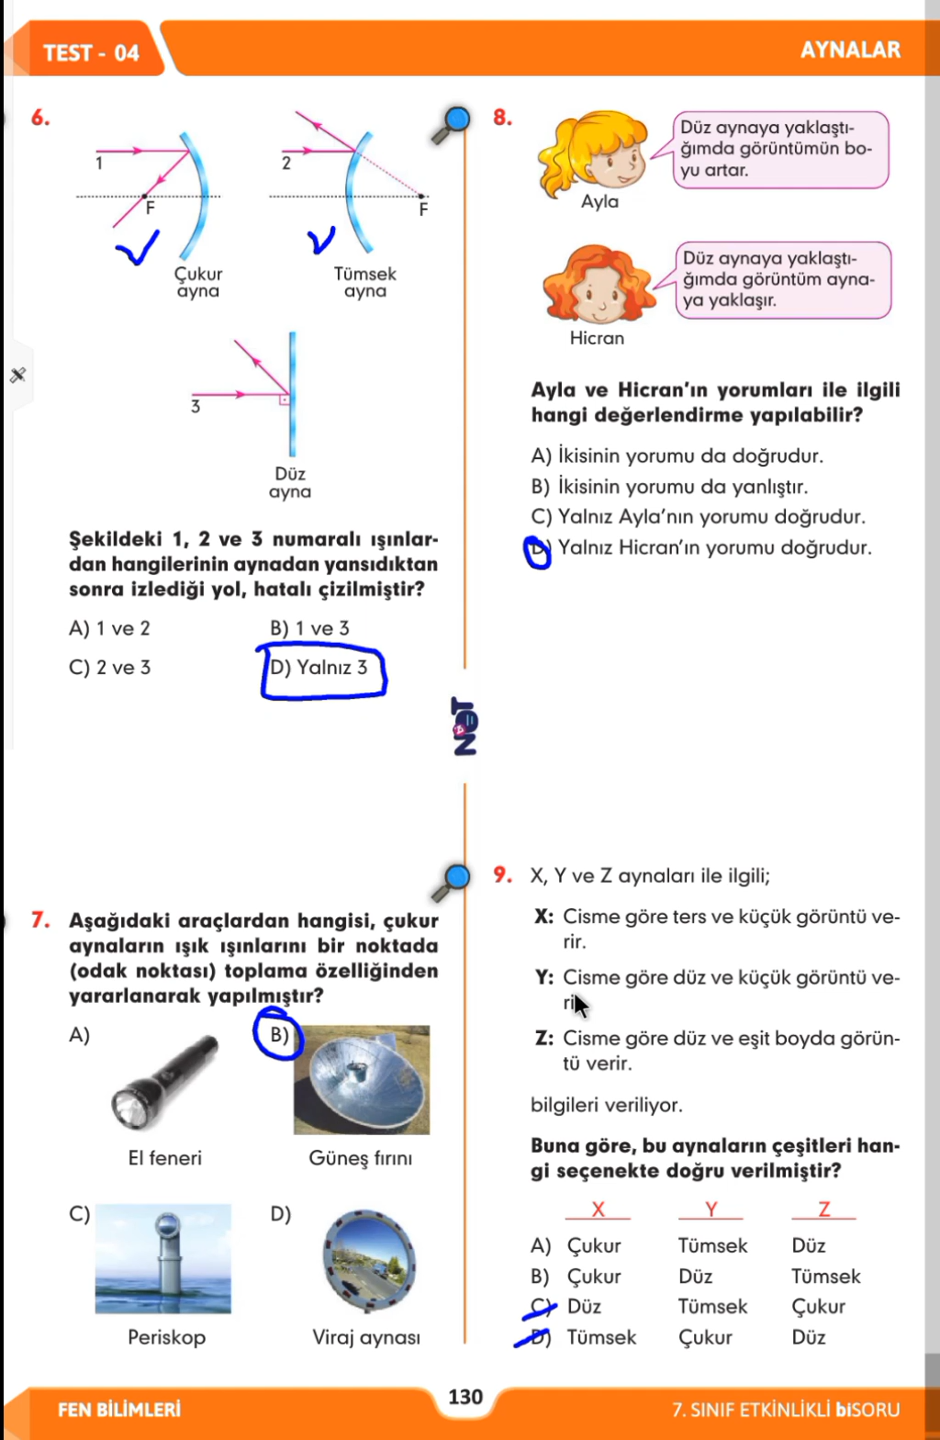 TEST - 04
AYNALAR
6.
1
F
Çukur
ayna
2
F
Tümsek
ayna
3
Düz
ayna
Şekildeki 1, 2 ve 3 numaralı ışınlar-
dan hangilerinin aynadan yansıdıktan
sonra izlediği yol, hatalı çizilmiştir?
A) 1 ve 2
B) 1 ve 3
C) 2 ve 3
D) Yalnız 3
7. Aşağıdaki araçlardan hangisi, çukur
aynaların ışık ışınlarını bir noktada
(odak noktası) toplama özelliğinden
yararlanarak yapılmıştır?
A)
El feneri
B)
Güneş fırını
C)
Periskop
D)
Viraj aynası
NET
8.
Düz aynaya yaklaştı-
ğımda görüntümün bo-
yu artar.
Ayla
Düz aynaya yaklaştı-
ğımda görüntüm ayna-
ya yaklaşır.
Hicran
Ayla ve Hicran'ın yorumları ile ilgili
hangi değerlendirme yapılabilir?
A) İkisinin yorumu da doğrudur.
B) İkisinin yorumu da yanlıştır.
C) Yalnız Ayla'nın yorumu doğrudur.
D) Yalnız Hicran'ın yorumu doğrudur.
9. X, Y ve Z aynaları ile ilgili;
X: Cisme göre ters ve küçük görüntü ve-
rir.
Y: Cisme göre düz ve küçük görüntü ve-
Z: Cisme göre düz ve eşit boyda görün-
tü verir.
bilgileri veriliyor.
Buna göre, bu aynaların çeşitleri han-
gi seçenekte doğru verilmiştir?
X Y Z
A) Çukur Tümsek Düz
B) Çukur Düz Tümsek
C) Düz Tümsek Çukur
D) Tümsek Çukur Düz
FEN BİLİMLERİ
130
7. SINIF ETKİNLİKLİ biSORU